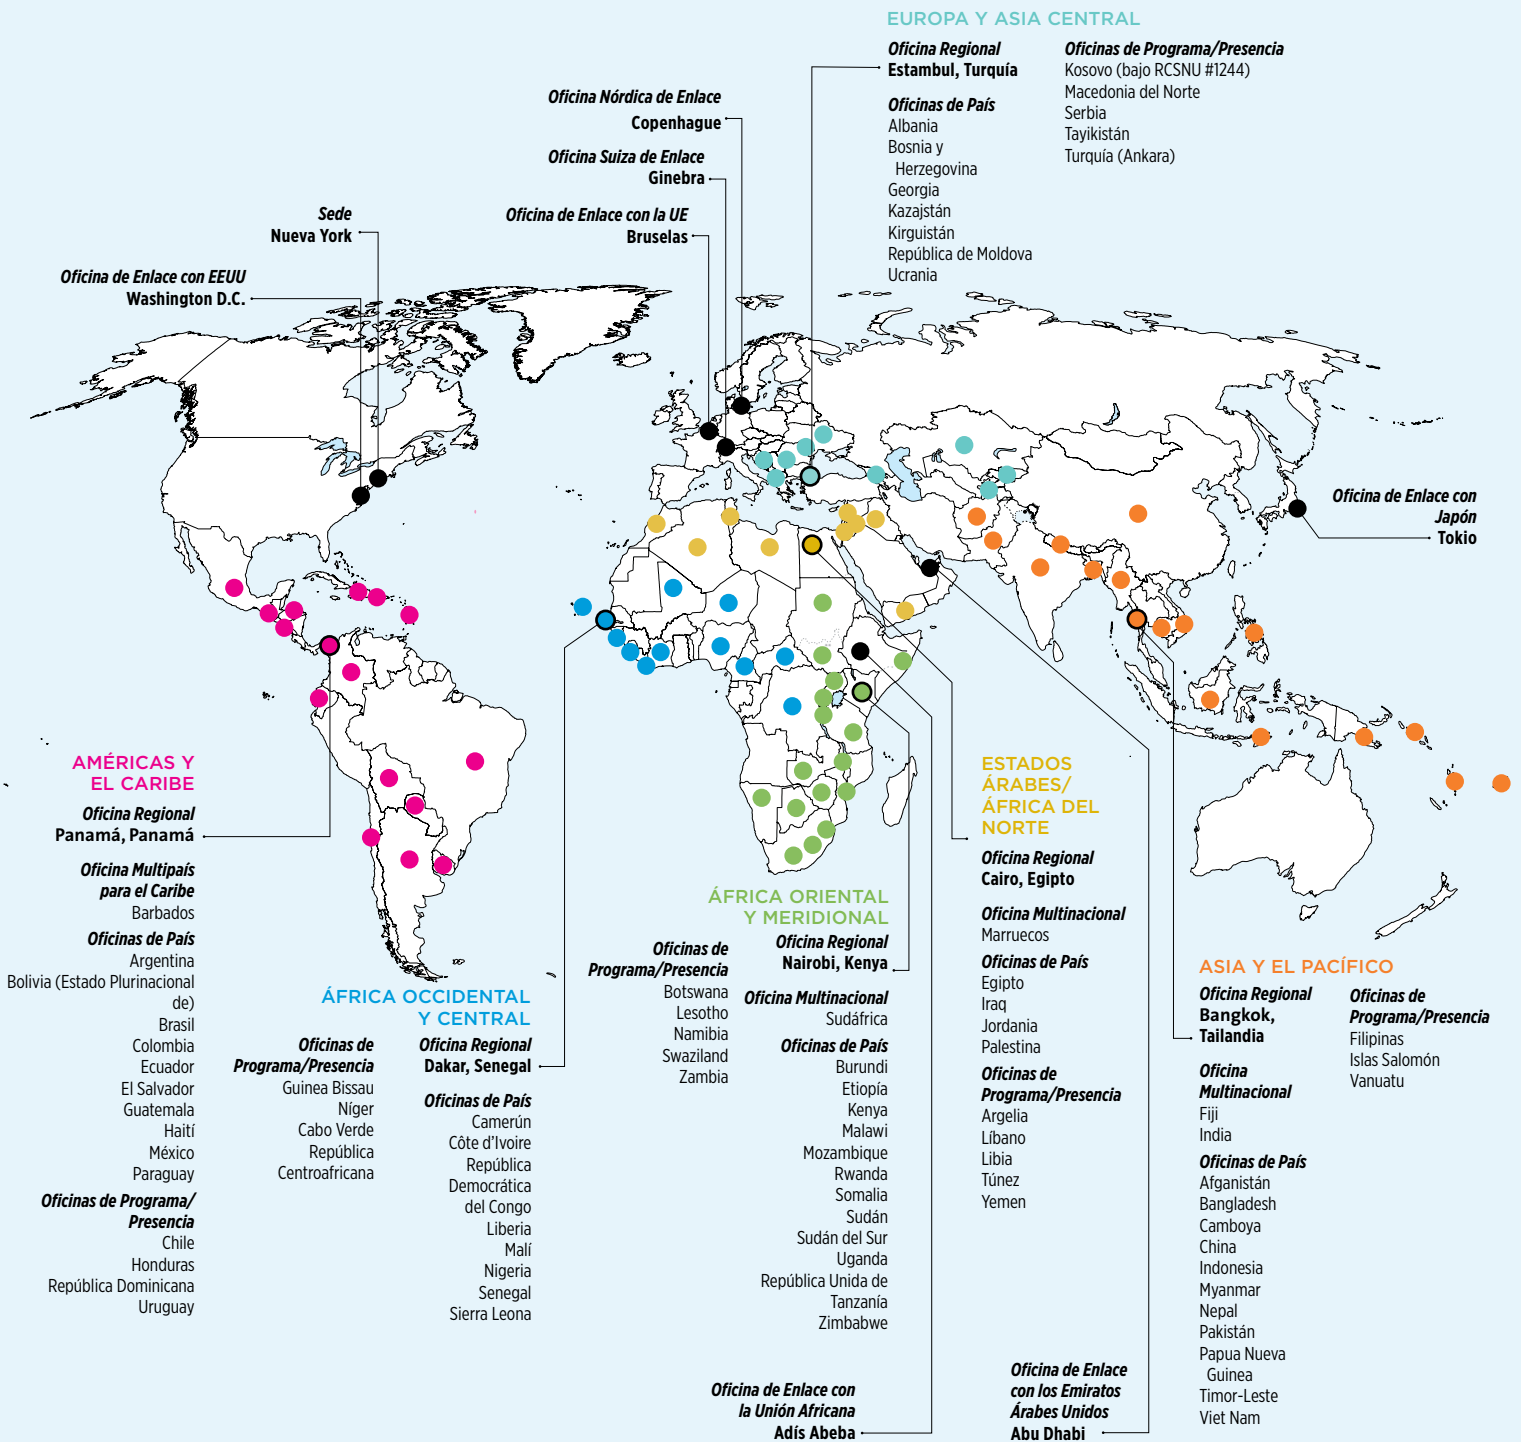 EUROPA Y ASIA CENTRAL
Oficina Regional
Estambul, Turquía
Oficinas de País
Albania
Bosnia y
Herzegovina
Georgia
Kazajstán
Kirguistán
República de Moldova
Ucrania
Oficinas de Programa/Presencia
Kosovo (bajo RCSNU #1244)
Macedonia del Norte
Serbia
Tayikistán
Turquía (Ankara)
Oficina Nórdica de Enlace
Copenhague
Oficina Suiza de Enlace
Ginebra
Oficina de Enlace con la UE
Bruselas
Sede
Nueva York
Oficina de Enlace con EEUU
Washington D.C.
Oficina de Enlace con
Japón
Tokio
AMÉRICAS Y
EL CARIBE
Oficina Regional
Panamá, Panamá
Oficina Multipaís
para el Caribe
Barbados
Oficinas de País
Argentina
Bolivia (Estado Plurinacional
de)
Brasil
Colombia
Ecuador
El Salvador
Guatemala
Haití
México
Paraguay
Oficinas de Programa/
Presencia
Chile
Honduras
República Dominicana
Uruguay
ÁFRICA OCCIDENTAL
Y CENTRAL
Oficinas de
Programa/Presencia
Guinea Bissau
Níger
Cabo Verde
República
Centroafricana
Oficina Regional
Dakar, Senegal
Oficinas de País
Camerún
Côte d'Ivoire
República
Democrática
del Congo
Liberia
Malí
Nigeria
Senegal
Sierra Leona
ÁFRICA ORIENTAL
Y MERIDIONAL
Oficinas de
Programa/Presencia
Botswana
Lesotho
Namibia
Swaziland
Zambia
Oficina Regional
Nairobi, Kenya
Oficina Multinacional
Sudáfrica
Oficinas de País
Burundi
Etiopía
Kenya
Malawi
Mozambique
Rwanda
Somalia
Sudán
Sudán del Sur
Uganda
República Unida de
Tanzanía
Zimbabwe
Oficina de Enlace con
la Unión Africana
Adís Abeba
ESTADOS
ÁRABES/
ÁFRICA DEL
NORTE
Oficina Regional
Cairo, Egipto
Oficina Multinacional
Marruecos
Oficinas de País
Egipto
Iraq
Jordania
Palestina
Oficinas de
Programa/Presencia
Argelia
Líbano
Libia
Túnez
Yemen
Oficina de Enlace
con los Emiratos
Árabes Unidos
Abu Dhabi
ASIA Y EL PACÍFICO
Oficina Regional
Bangkok,
Tailandia
Oficina
Multinacional
Fiji
India
Oficinas de País
Afganistán
Bangladesh
Camboya
China
Indonesia
Myanmar
Nepal
Pakistán
Papua Nueva
Guinea
Timor-Leste
Viet Nam
Oficinas de
Programa/Presencia
Filipinas
Islas Salomón
Vanuatu